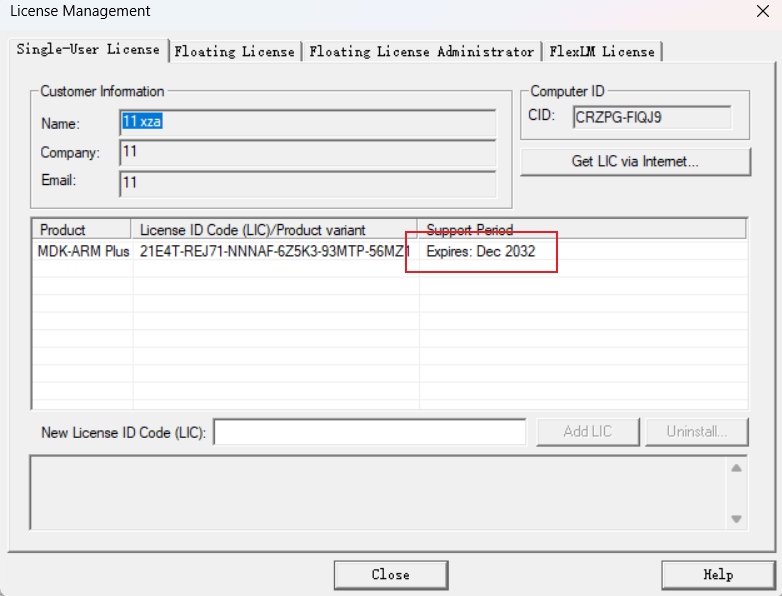 License Management
Single-User License Floating License Floating License Administrator FlexLM License
Customer Information
Name: 11 xza
Company: 11
Email: 11
Computer ID
CID: CRZPG-FIQJ9
Get LIC via Internet...
Product License ID Code (LIC)/Product variant Support Period
MDK-ARM Plus 21E4T-REJ71-NNNAF-6Z5K3-93MTP-56MZ1 Expires: Dec 2032
New License ID Code (LIC): Add LIC Uninstall...
Close Help